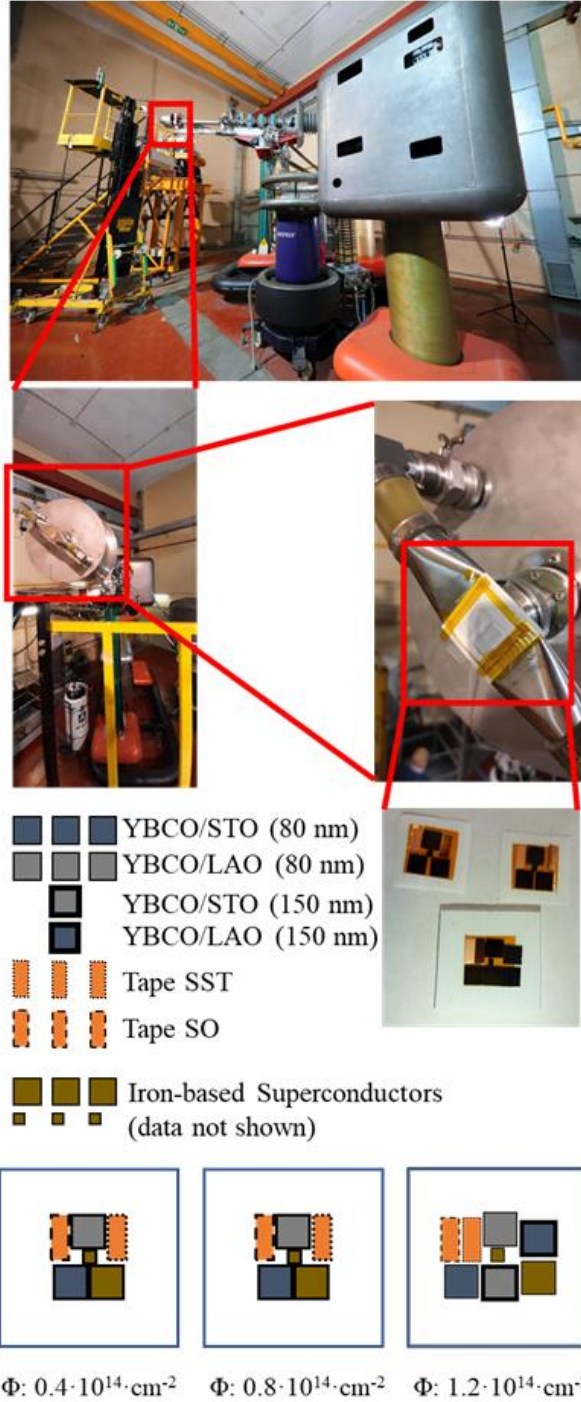 YBCO/STO (80 nm)
YBCO/LAO (80 nm)
YBCO/STO (150 nm)
YBCO/LAO (150 nm)
Tape SST
Tape SO
Iron-based Superconductors
(data not shown)
Φ: 0.4·10¹⁴·cm⁻² Φ: 0.8·10¹⁴·cm⁻² Φ: 1.2·10¹⁴·cm⁻